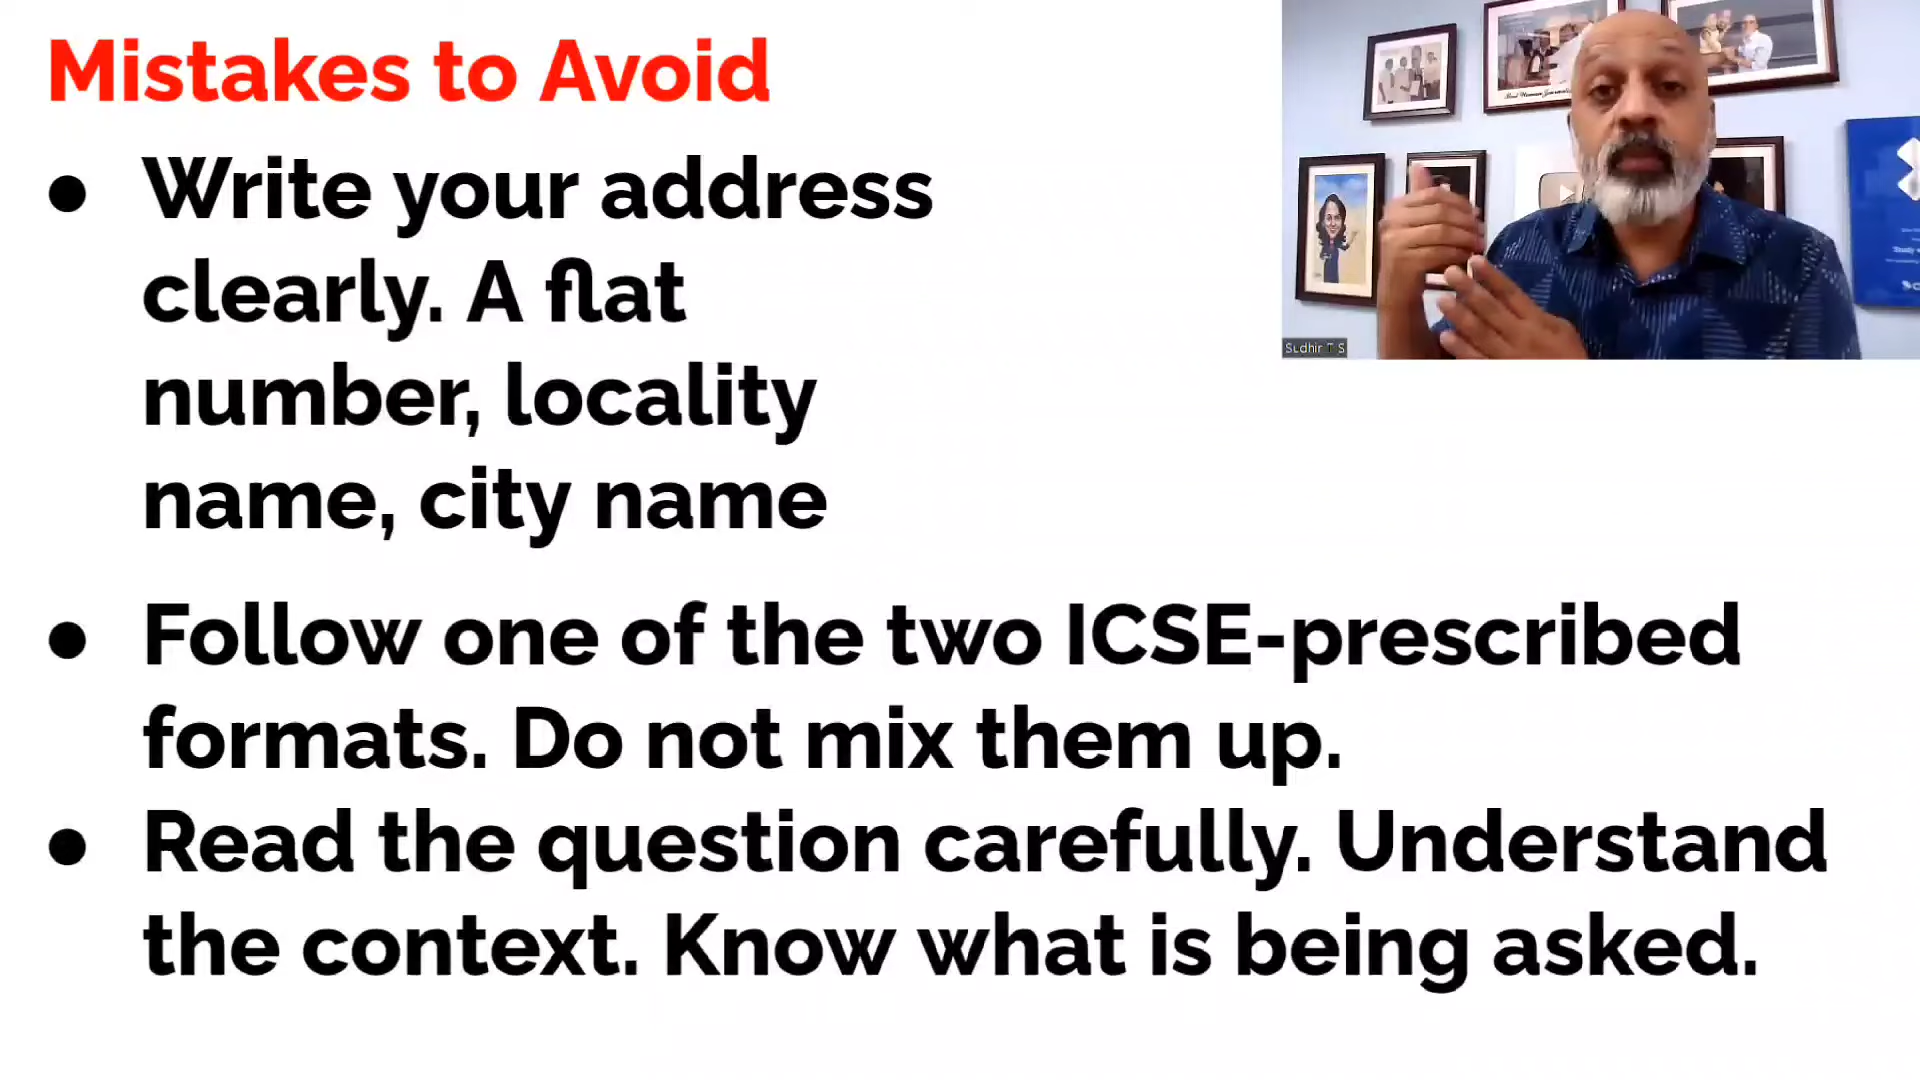 Mistakes to Avoid
● Write your address
clearly. A flat
number, locality
name, city name
● Follow one of the two ICSE-prescribed
formats. Do not mix them up.
● Read the question carefully. Understand
the context. Know what is being asked.
Sudhir T S